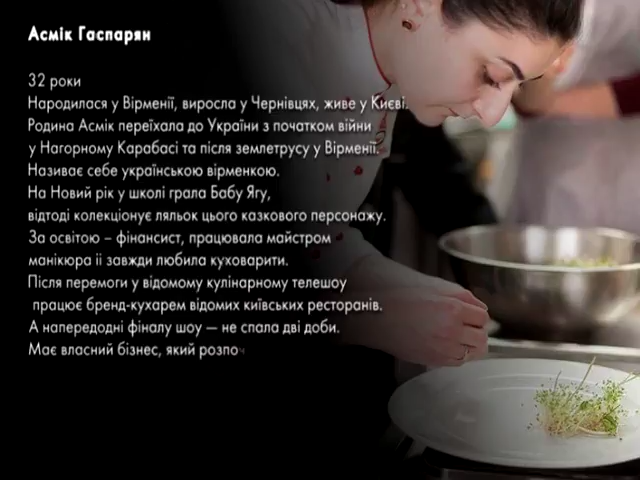 Асмік Гаспарян
32 роки
Народилася у Вірменії, виросла у Чернівцях, живе у Києві.
Родина Асмік переїхала до України з початком війни
у Нагорному Карабасі та після землетрусу у Вірменії.
Називає себе українською вірменкою.
На Новий рік у школі грала Бабу Ягу,
відтоді колекціонує ляльок цього казкового персонажу.
За освітою – фінансист, працювала майстром
манікюра іі завжди любила куховарити.
Після перемоги у відомому кулінарному телешоу
працює бренд-кухарем відомих київських ресторанів.
А напередодні фіналу шоу — не спала дві доби.
Має власний бізнес, який розпоч